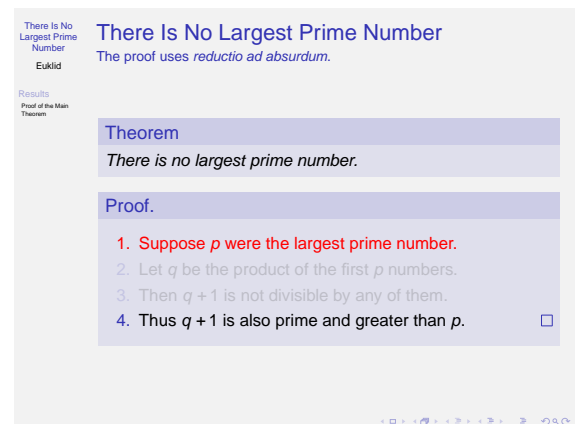 There Is No
Largest Prime
Number
Euklid
Results
Proof of the Main
Theorem
There Is No Largest Prime Number
The proof uses reductio ad absurdum.
Theorem
There is no largest prime number.
Proof.
1. Suppose p were the largest prime number.
2. Let q be the product of the first p numbers.
3. Then q + 1 is not divisible by any of them.
4. Thus q + 1 is also prime and greater than p.